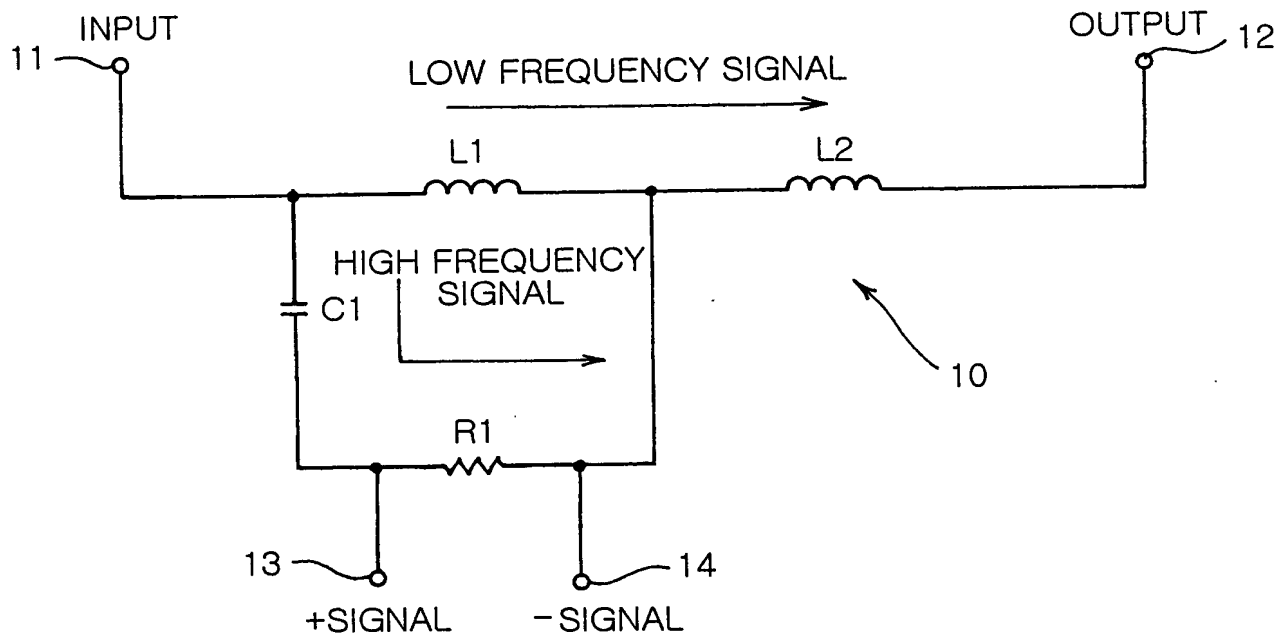 INPUT
11
OUTPUT
12
LOW FREQUENCY SIGNAL
L1
L2
HIGH FREQUENCY
SIGNAL
C1
10
R1
13
14
+SIGNAL
-SIGNAL